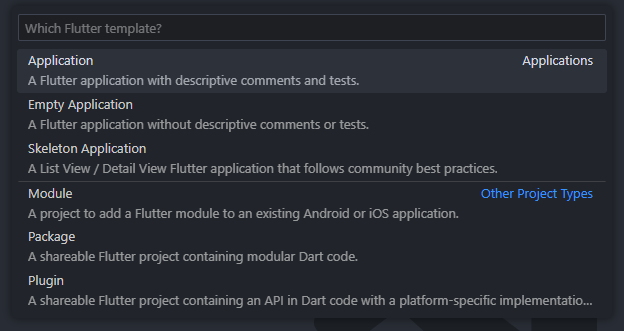 Which Flutter template?
Application Applications
A Flutter application with descriptive comments and tests.
Empty Application
A Flutter application without descriptive comments or tests.
Skeleton Application
A List View / Detail View Flutter application that follows community best practices.
Module Other Project Types
A project to add a Flutter module to an existing Android or iOS application.
Package
A shareable Flutter project containing modular Dart code.
Plugin
A shareable Flutter project containing an API in Dart code with a platform-specific implementatio...